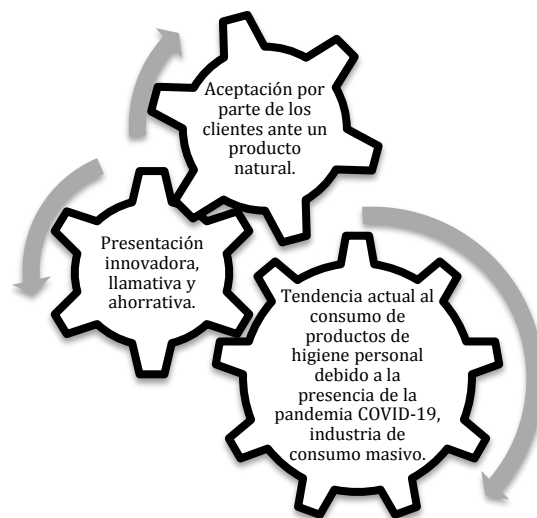 Aceptación por
parte de los
clientes ante un
producto
natural.
Presentación
innovadora,
llamativa y
ahorrativa.
Tendencia actual al
consumo de
productos de
higiene personal
debido a la
presencia de la
pandemia COVID-19,
industria de
consumo masivo.